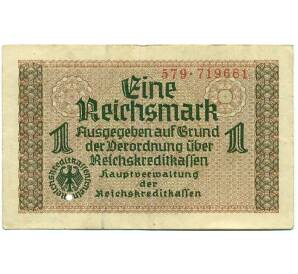 579·719661
Eine
Reichsmark
1 Ausgegeben auf Grund 1
der Verordnung über
Reichskreditkassen
Hauptverwaltung
der
Reichskreditkassen